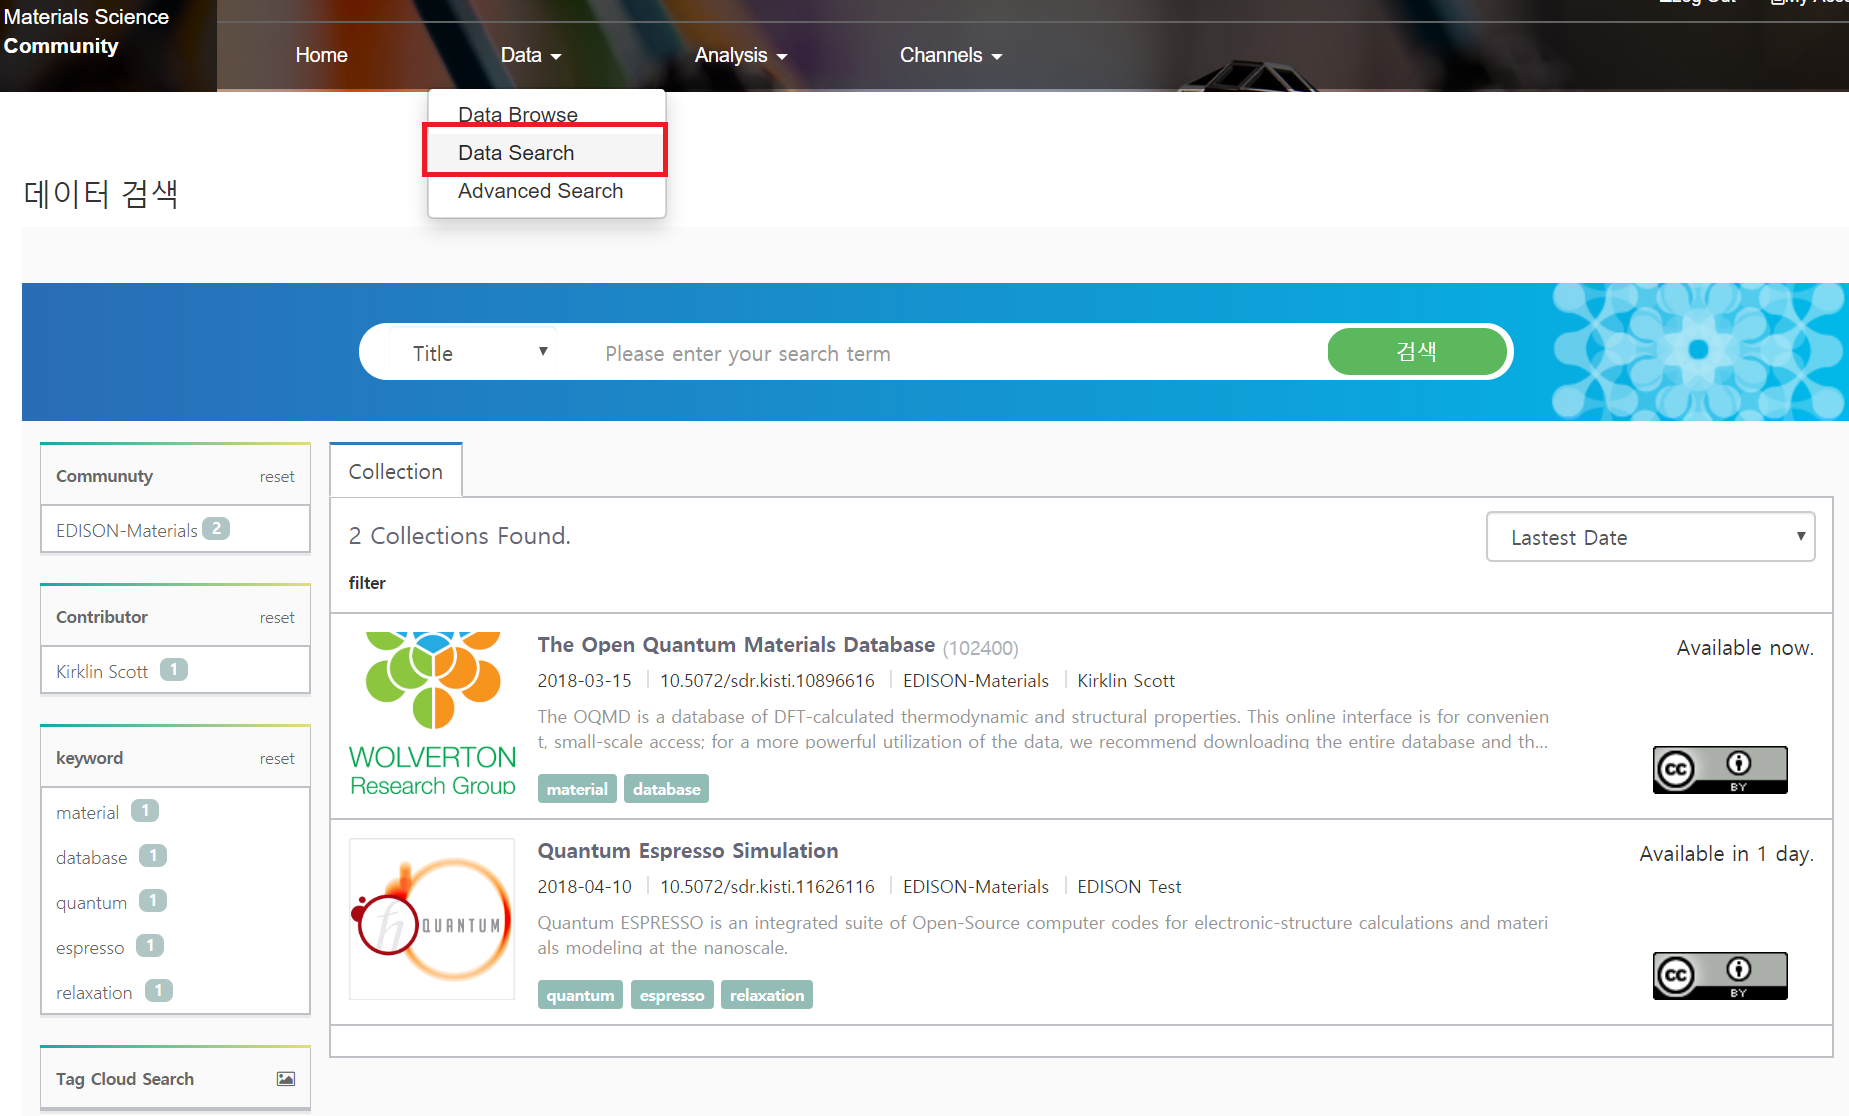 Materials Science
Community
Home
Data
Analysis
Channels
Data Browse
Data Search
Advanced Search
데이터 검색
Title
Please enter your search term
검색
Communuty
reset
EDISON-Materials 2
Contributor
reset
Kirklin Scott 1
keyword
reset
material 1
database 1
quantum 1
espresso 1
relaxation 1
Tag Cloud Search
Collection
2 Collections Found.
Lastest Date
filter
WOLVERTON
Research Group
The Open Quantum Materials Database (102400)
Available now.
2018-03-15 10.5072/sdr.kisti.10896616 EDISON-Materials Kirklin Scott
The OQMD is a database of DFT-calculated thermodynamic and structural properties. This online interface is for convenien
t, small-scale access; for a more powerful utilization of the data, we recommend downloading the entire database and th...
material database
CC BY
QUANTUM
Quantum Espresso Simulation
Available in 1 day.
2018-04-10 10.5072/sdr.kisti.11626116 EDISON-Materials EDISON Test
Quantum ESPRESSO is an integrated suite of Open-Source computer codes for electronic-structure calculations and materi
als modeling at the nanoscale.
quantum espresso relaxation
CC BY